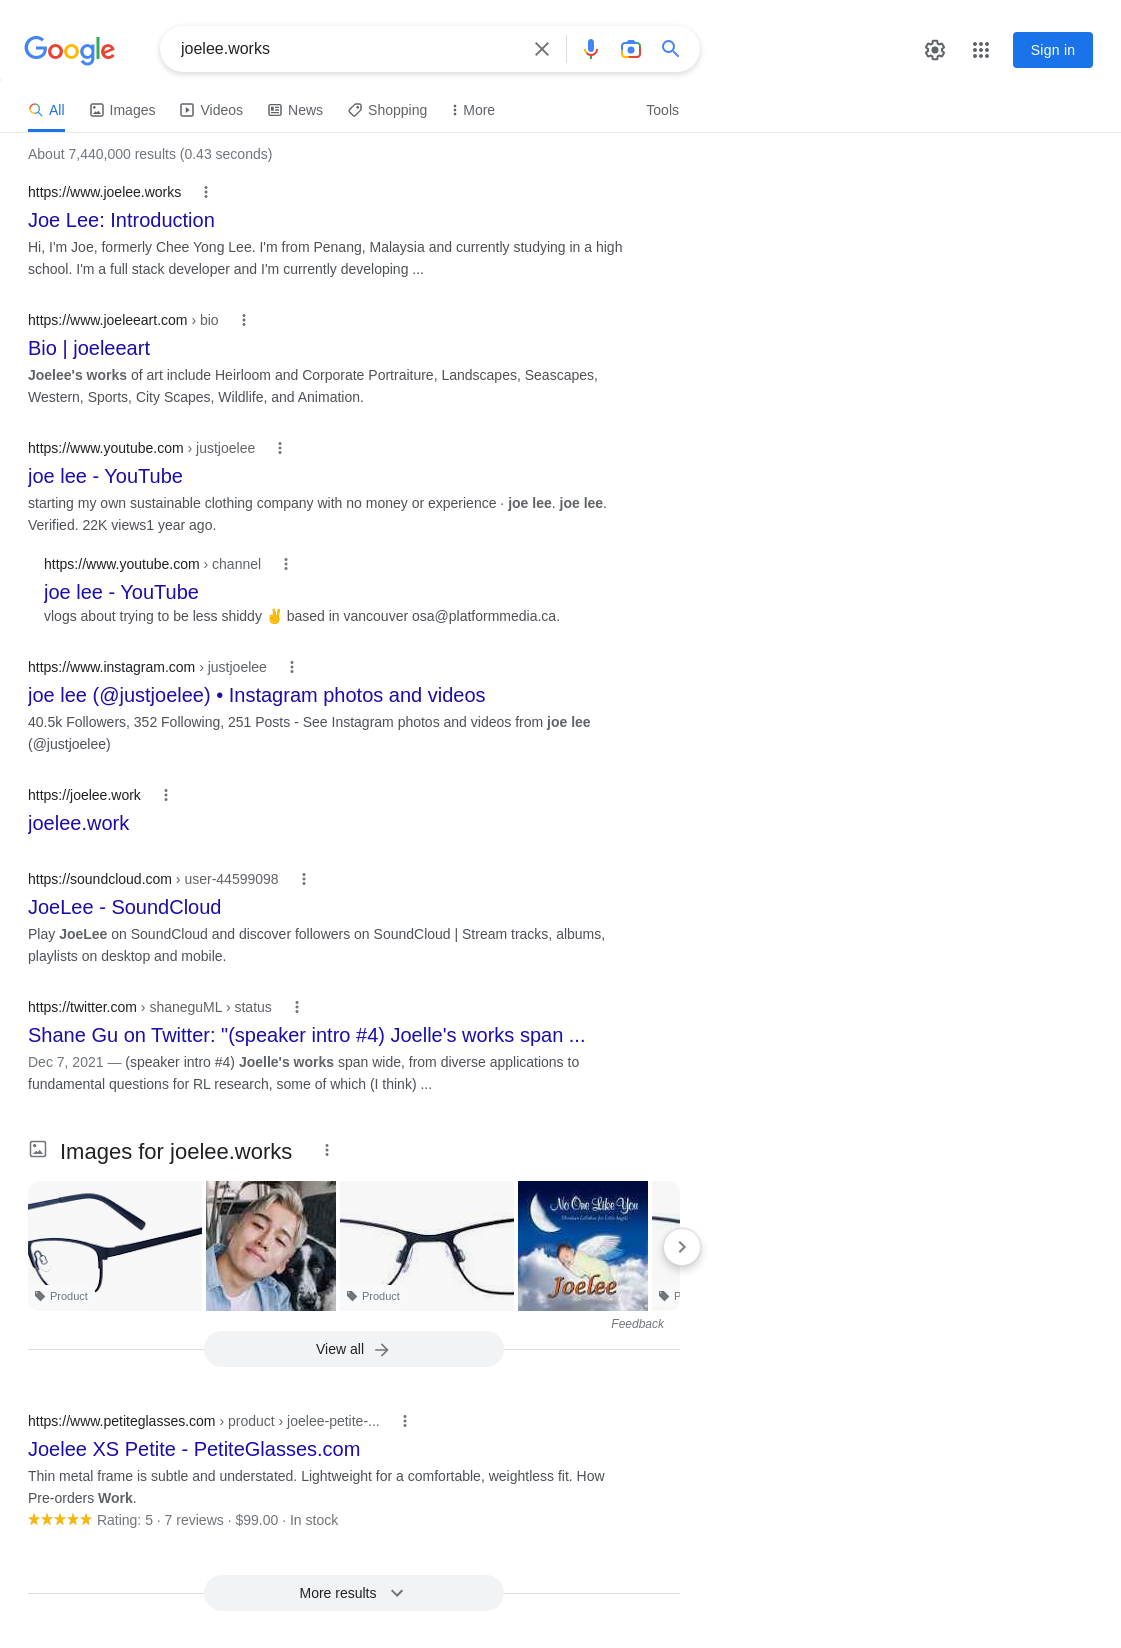 Google
joelee.works
Sign in
All Images Videos News Shopping More Tools
About 7,440,000 results (0.43 seconds)
https://www.joelee.works
Joe Lee: Introduction
Hi, I'm Joe, formerly Chee Yong Lee. I'm from Penang, Malaysia and currently studying in a high
school. I'm a full stack developer and I'm currently developing ...
https://www.joeleeart.com › bio
Bio | joeleeart
Joelee's works of art include Heirloom and Corporate Portraiture, Landscapes, Seascapes,
Western, Sports, City Scapes, Wildlife, and Animation.
https://www.youtube.com › justjoelee
joe lee - YouTube
starting my own sustainable clothing company with no money or experience · joe lee. joe lee.
Verified. 22K views1 year ago.
https://www.youtube.com › channel
joe lee - YouTube
vlogs about trying to be less shiddy ✌ based in vancouver osa@platformmedia.ca.
https://www.instagram.com › justjoelee
joe lee (@justjoelee) • Instagram photos and videos
40.5k Followers, 352 Following, 251 Posts - See Instagram photos and videos from joe lee
(@justjoelee)
https://joelee.work
joelee.work
https://soundcloud.com › user-44599098
JoeLee - SoundCloud
Play JoeLee on SoundCloud and discover followers on SoundCloud | Stream tracks, albums,
playlists on desktop and mobile.
https://twitter.com › shaneguML › status
Shane Gu on Twitter: "(speaker intro #4) Joelle's works span ...
Dec 7, 2021 — (speaker intro #4) Joelle's works span wide, from diverse applications to
fundamental questions for RL research, some of which (I think) ...
Images for joelee.works
No One Like You
Joelee
Product Product P
Feedback
View all
https://www.petiteglasses.com › product › joelee-petite-...
Joelee XS Petite - PetiteGlasses.com
Thin metal frame is subtle and understated. Lightweight for a comfortable, weightless fit. How
Pre-orders Work.
Rating: 5 · 7 reviews · $99.00 · In stock
More results